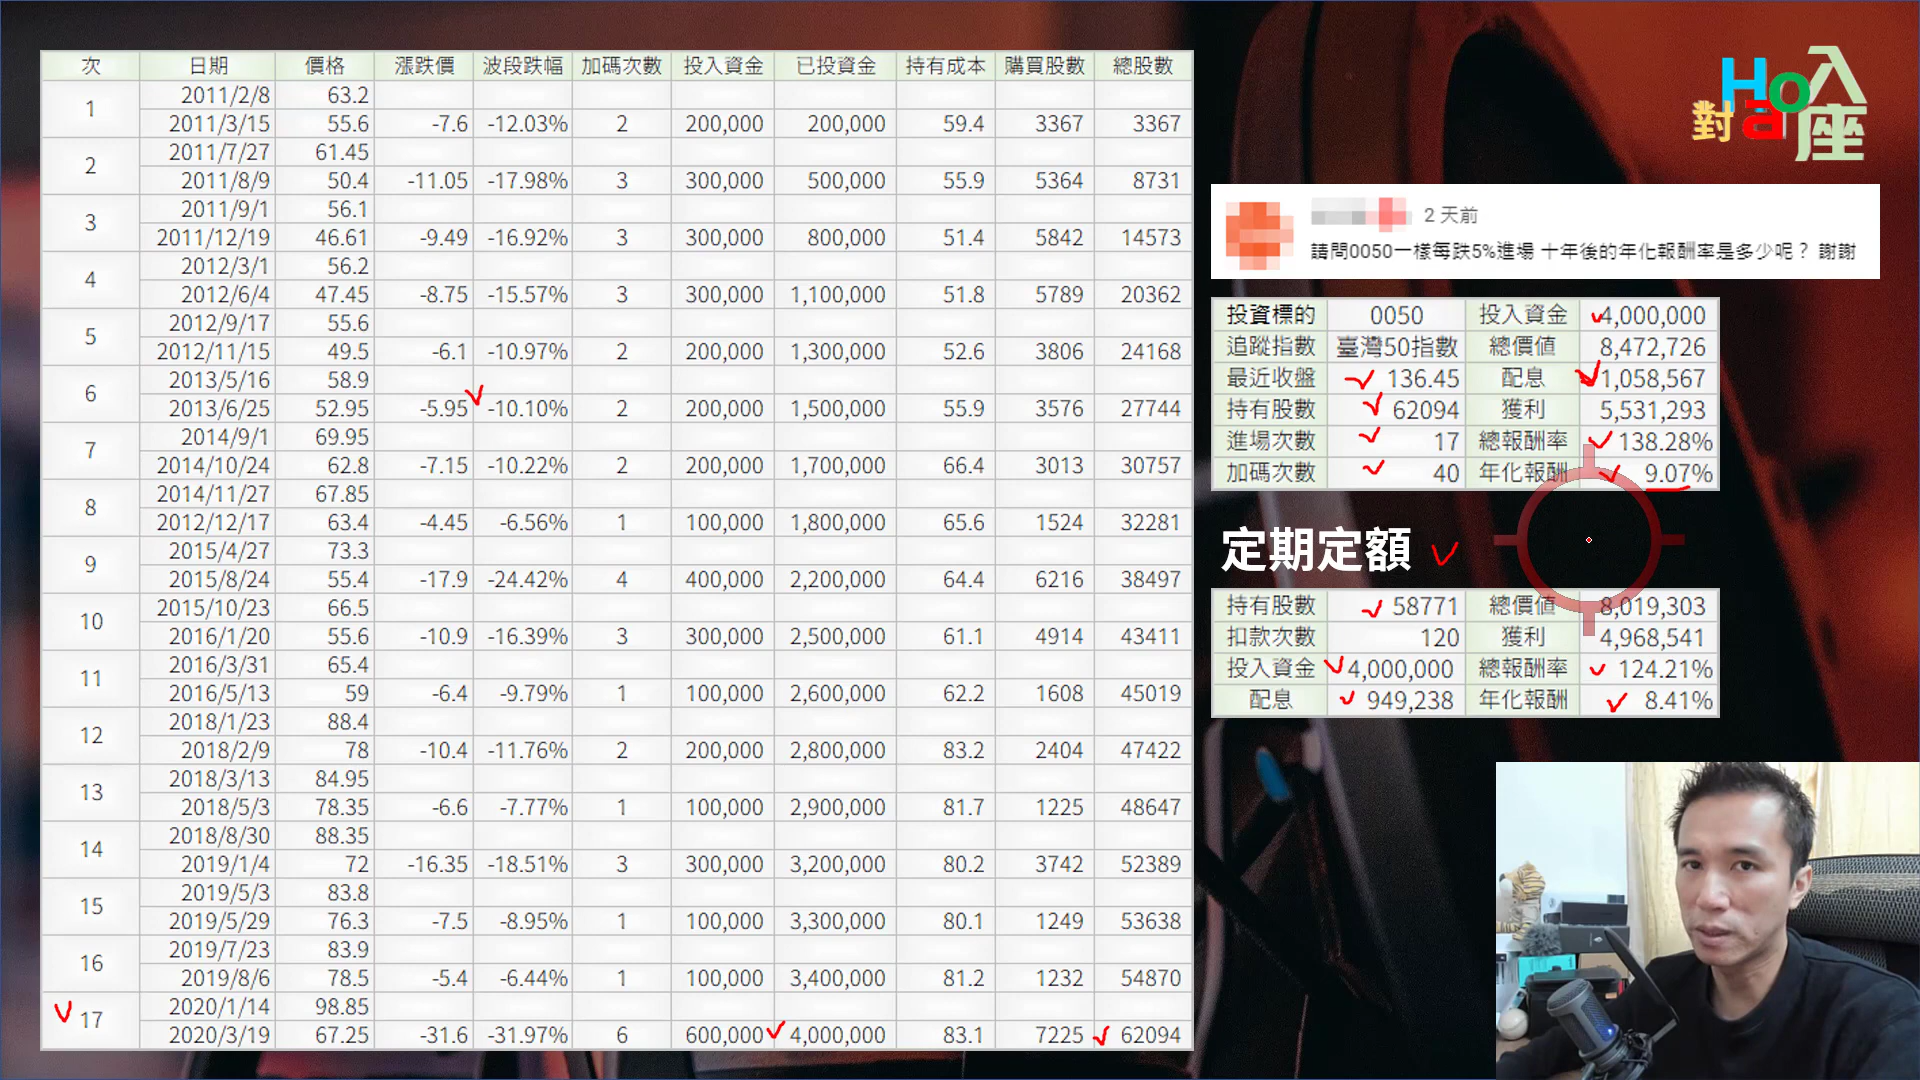 次 日期 價格 漲跌價 波段跌幅 加碼次數 投入資金 已投資金 持有成本 購買股數 總股數
1 2011/2/8 63.2
2011/3/15 55.6 -7.6 -12.03% 2 200,000 200,000 59.4 3367 3367
2 2011/7/27 61.45
2011/8/9 50.4 -11.05 -17.98% 3 300,000 500,000 55.9 5364 8731
3 2011/9/1 56.1
2011/12/19 46.61 -9.49 -16.92% 3 300,000 800,000 51.4 5842 14573
4 2012/3/1 56.2
2012/6/4 47.45 -8.75 -15.57% 3 300,000 1,100,000 51.8 5789 20362
5 2012/9/17 55.6
2012/11/15 49.5 -6.1 -10.97% 2 200,000 1,300,000 52.6 3806 24168
6 2013/5/16 58.9
2013/6/25 52.95 -5.95 -10.10% 2 200,000 1,500,000 55.9 3576 27744
7 2014/9/1 69.95
2014/10/24 62.8 -7.15 -10.22% 2 200,000 1,700,000 66.4 3013 30757
8 2014/11/27 67.85
2012/12/17 63.4 -4.45 -6.56% 1 100,000 1,800,000 65.6 1524 32281
9 2015/4/27 73.3
2015/8/24 55.4 -17.9 -24.42% 4 400,000 2,200,000 64.4 6216 38497
10 2015/10/23 66.5
2016/1/20 55.6 -10.9 -16.39% 3 300,000 2,500,000 61.1 4914 43411
11 2016/3/31 65.4
2016/5/13 59 -6.4 -9.79% 1 100,000 2,600,000 62.2 1608 45019
12 2018/1/23 88.4
2018/2/9 78 -10.4 -11.76% 2 200,000 2,800,000 83.2 2404 47422
13 2018/3/13 84.95
2018/5/3 78.35 -6.6 -7.77% 1 100,000 2,900,000 81.7 1225 48647
14 2018/8/30 88.35
2019/1/4 72 -16.35 -18.51% 3 300,000 3,200,000 80.2 3742 52389
15 2019/5/3 83.8
2019/5/29 76.3 -7.5 -8.95% 1 100,000 3,300,000 80.1 1249 53638
16 2019/7/23 83.9
2019/8/6 78.5 -5.4 -6.44% 1 100,000 3,400,000 81.2 1232 54870
17 2020/1/14 98.85
2020/3/19 67.25 -31.6 -31.97% 6 600,000 4,000,000 83.1 7225 62094
對 Ha Hao 入座
2 天前
請問0050一樣每跌5%進場 十年後的年化報酬率是多少呢？ 謝謝
投資標的 0050 投入資金 4,000,000
追蹤指數 臺灣50指數 總價值 8,472,726
最近收盤 136.45 配息 1,058,567
持有股數 62094 獲利 5,531,293
進場次數 17 總報酬率 138.28%
加碼次數 40 年化報酬 9.07%
定期定額
持有股數 58771 總價值 8,019,303
扣款次數 120 獲利 4,968,541
投入資金 4,000,000 總報酬率 124.21%
配息 949,238 年化報酬 8.41%